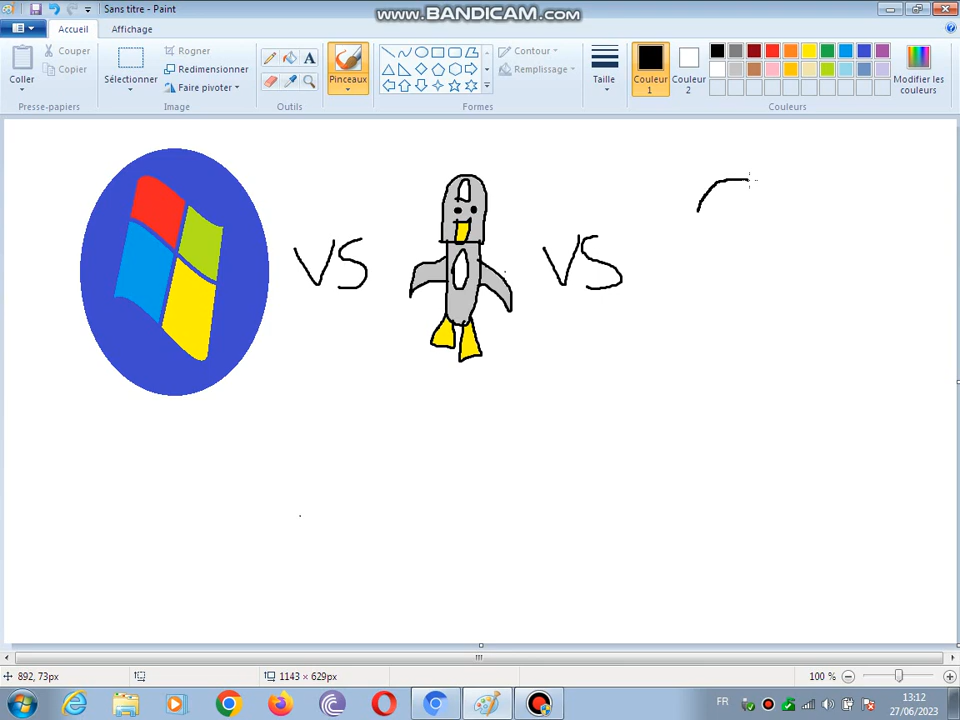 Sans titre - Paint
www.BANDICAM.com
Accueil
Affichage
Coller
Couper
Copier
Presse-papiers
Sélectionner
Rogner
Redimensionner
Faire pivoter
Image
A
Outils
Pinceaux
Formes
Contour
Remplissage
Taille
Couleur 1
Couleur 2
Modifier les couleurs
Couleurs
VS
VS
892, 73px
1143 × 629px
100 %
FR
13:12
27/06/2023